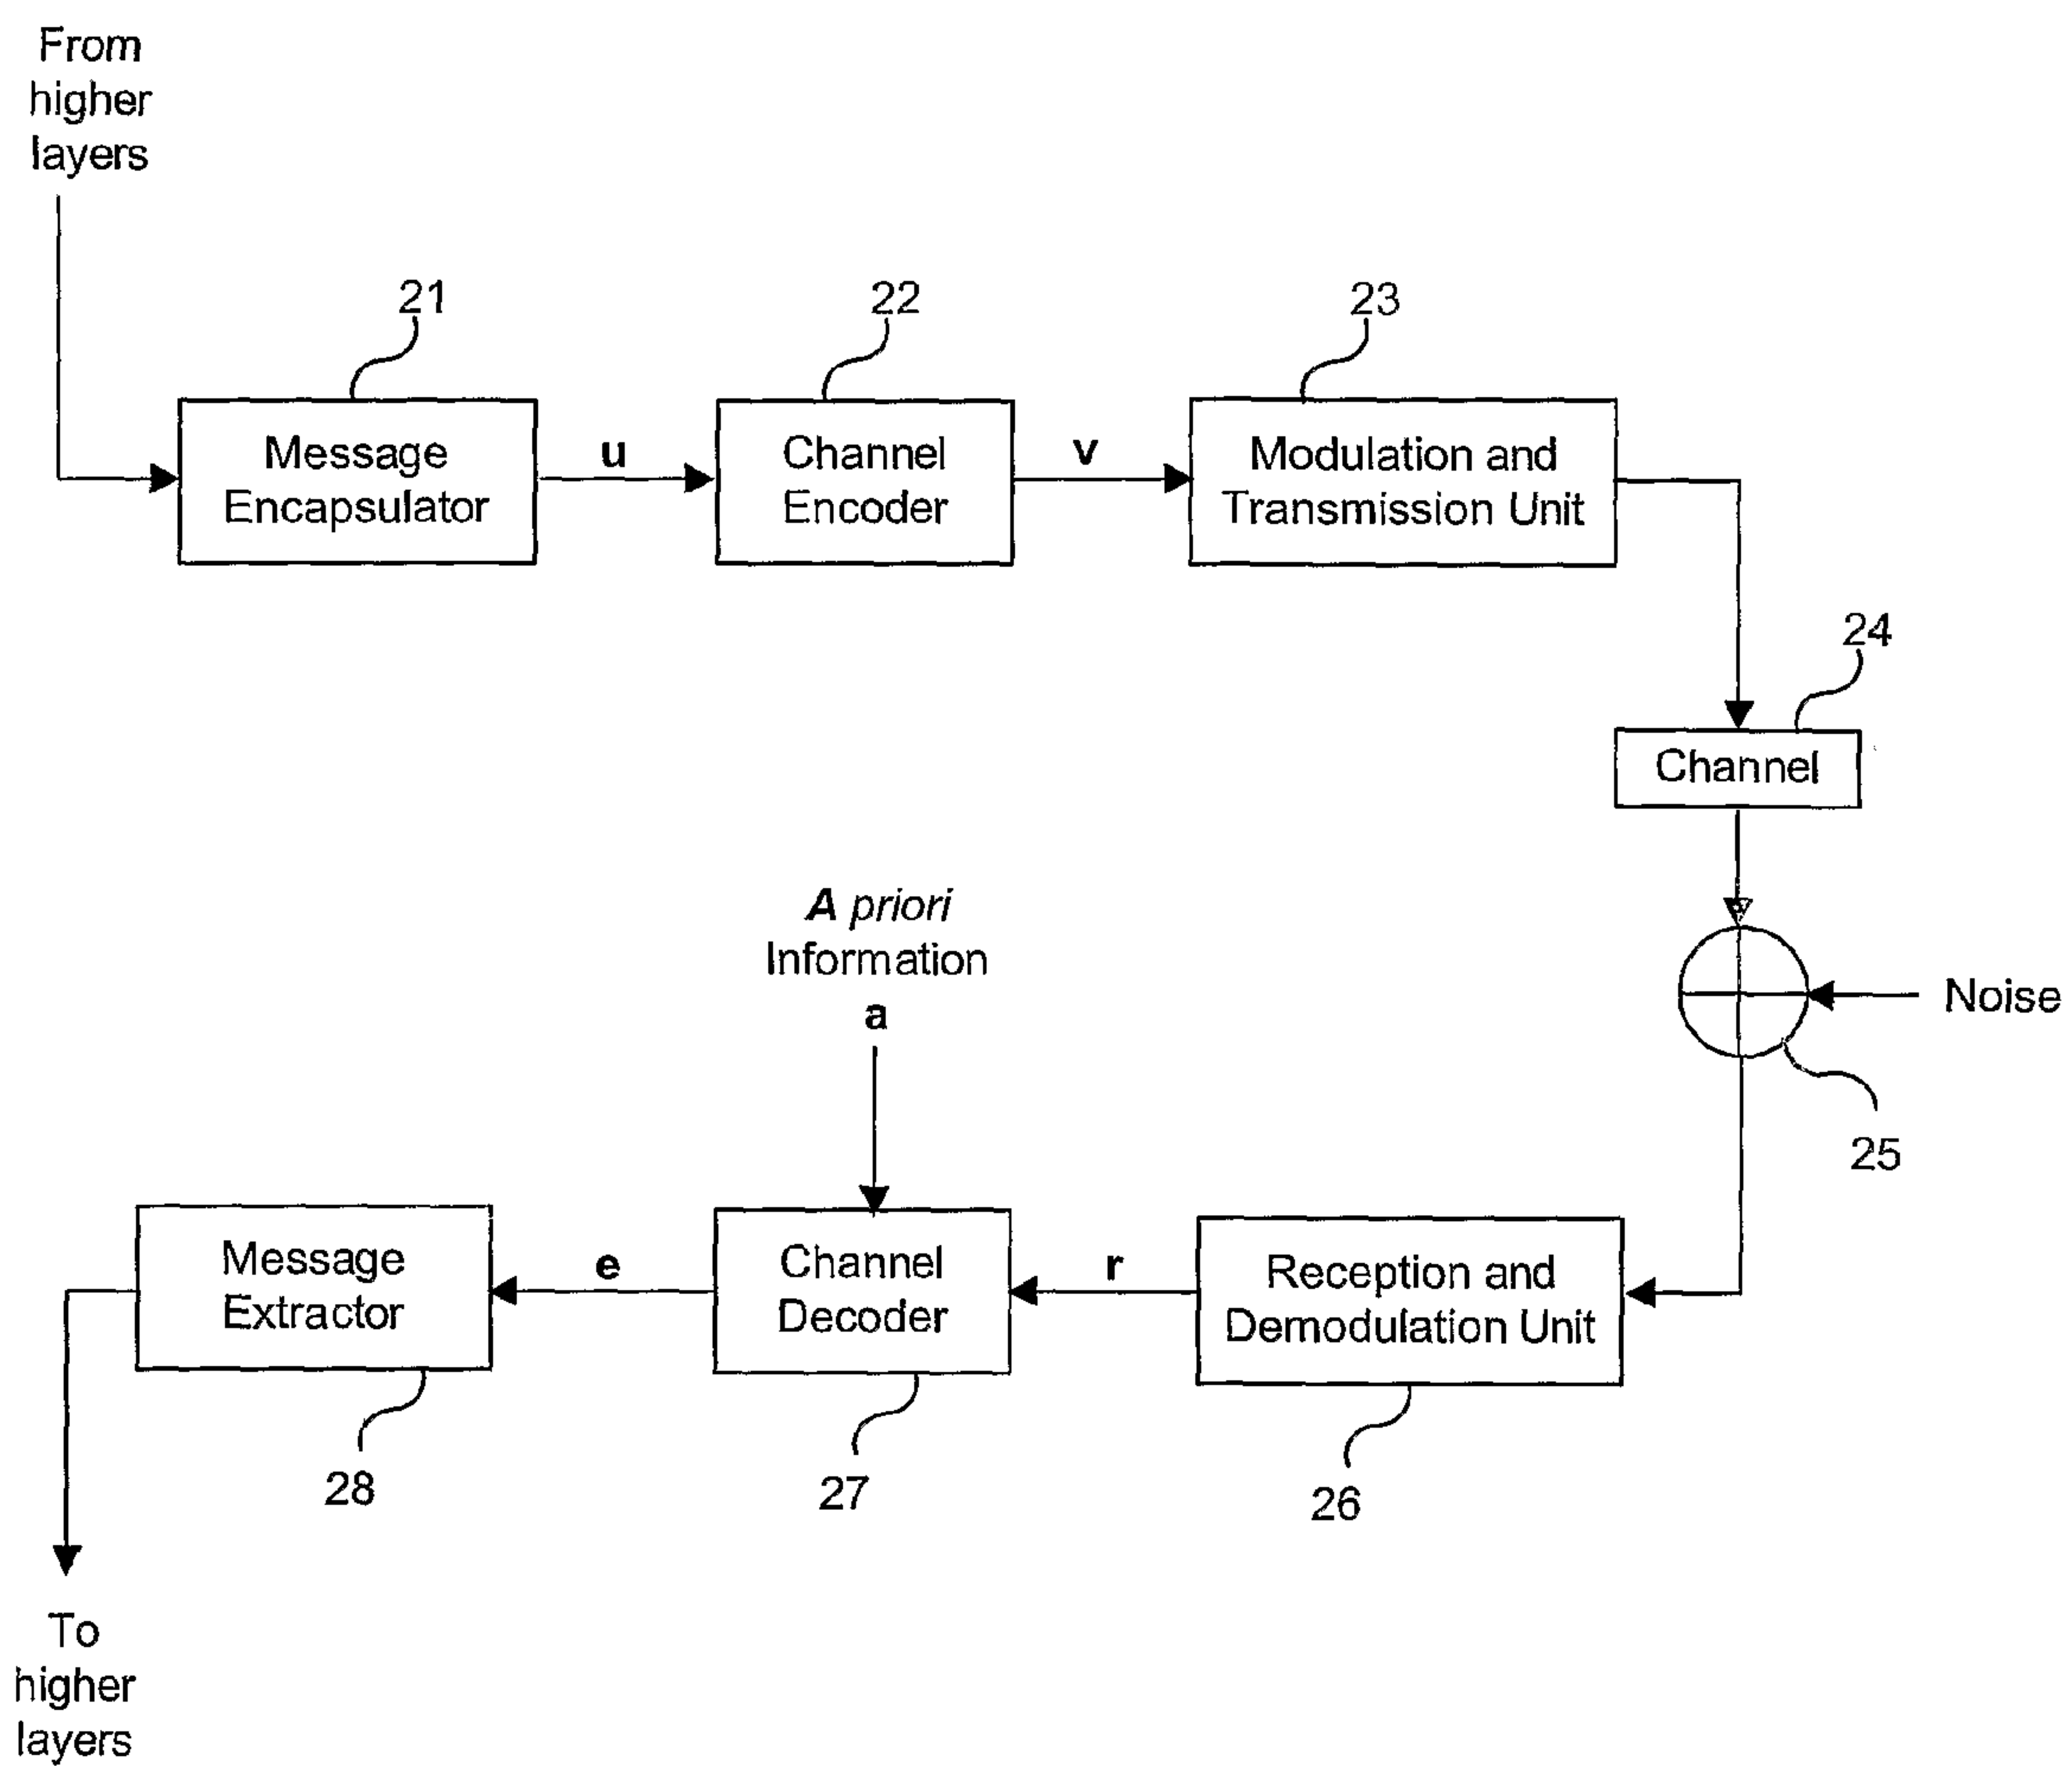 From
higher
layers
21
22
23
Message
Encapsulator
u
Channel
Encoder
v
Modulation and
Transmission Unit
24
Channel
A priori
Information
a
Noise
25
Message
Extractor
e
Channel
Decoder
r
Reception and
Demodulation Unit
28
27
26
To
higher
layers